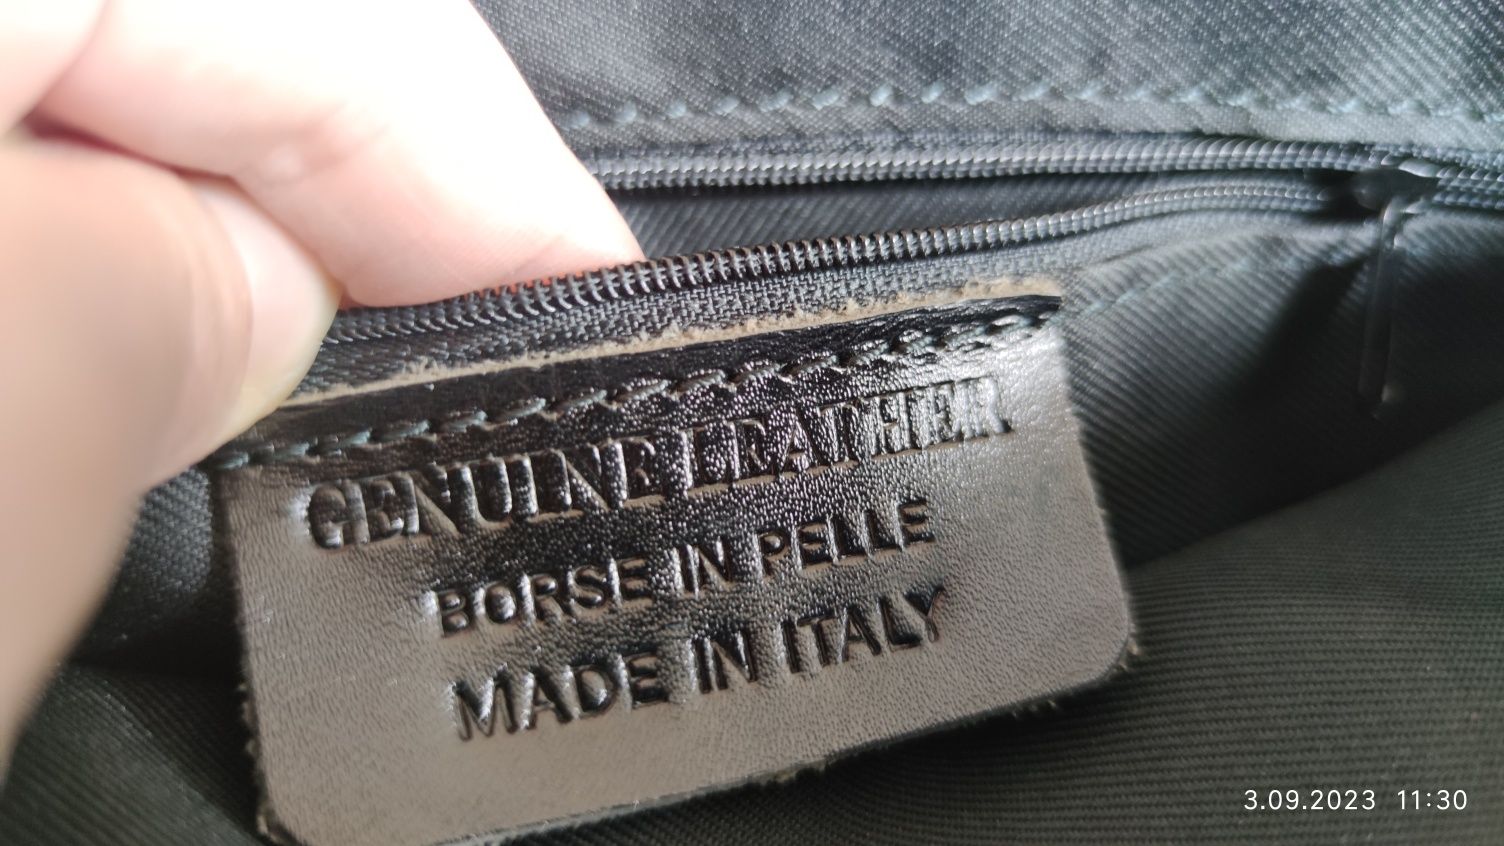 GENUINE LEATHER
BORSE IN PELLE
MADE IN ITALY
3.09.2023 11:30